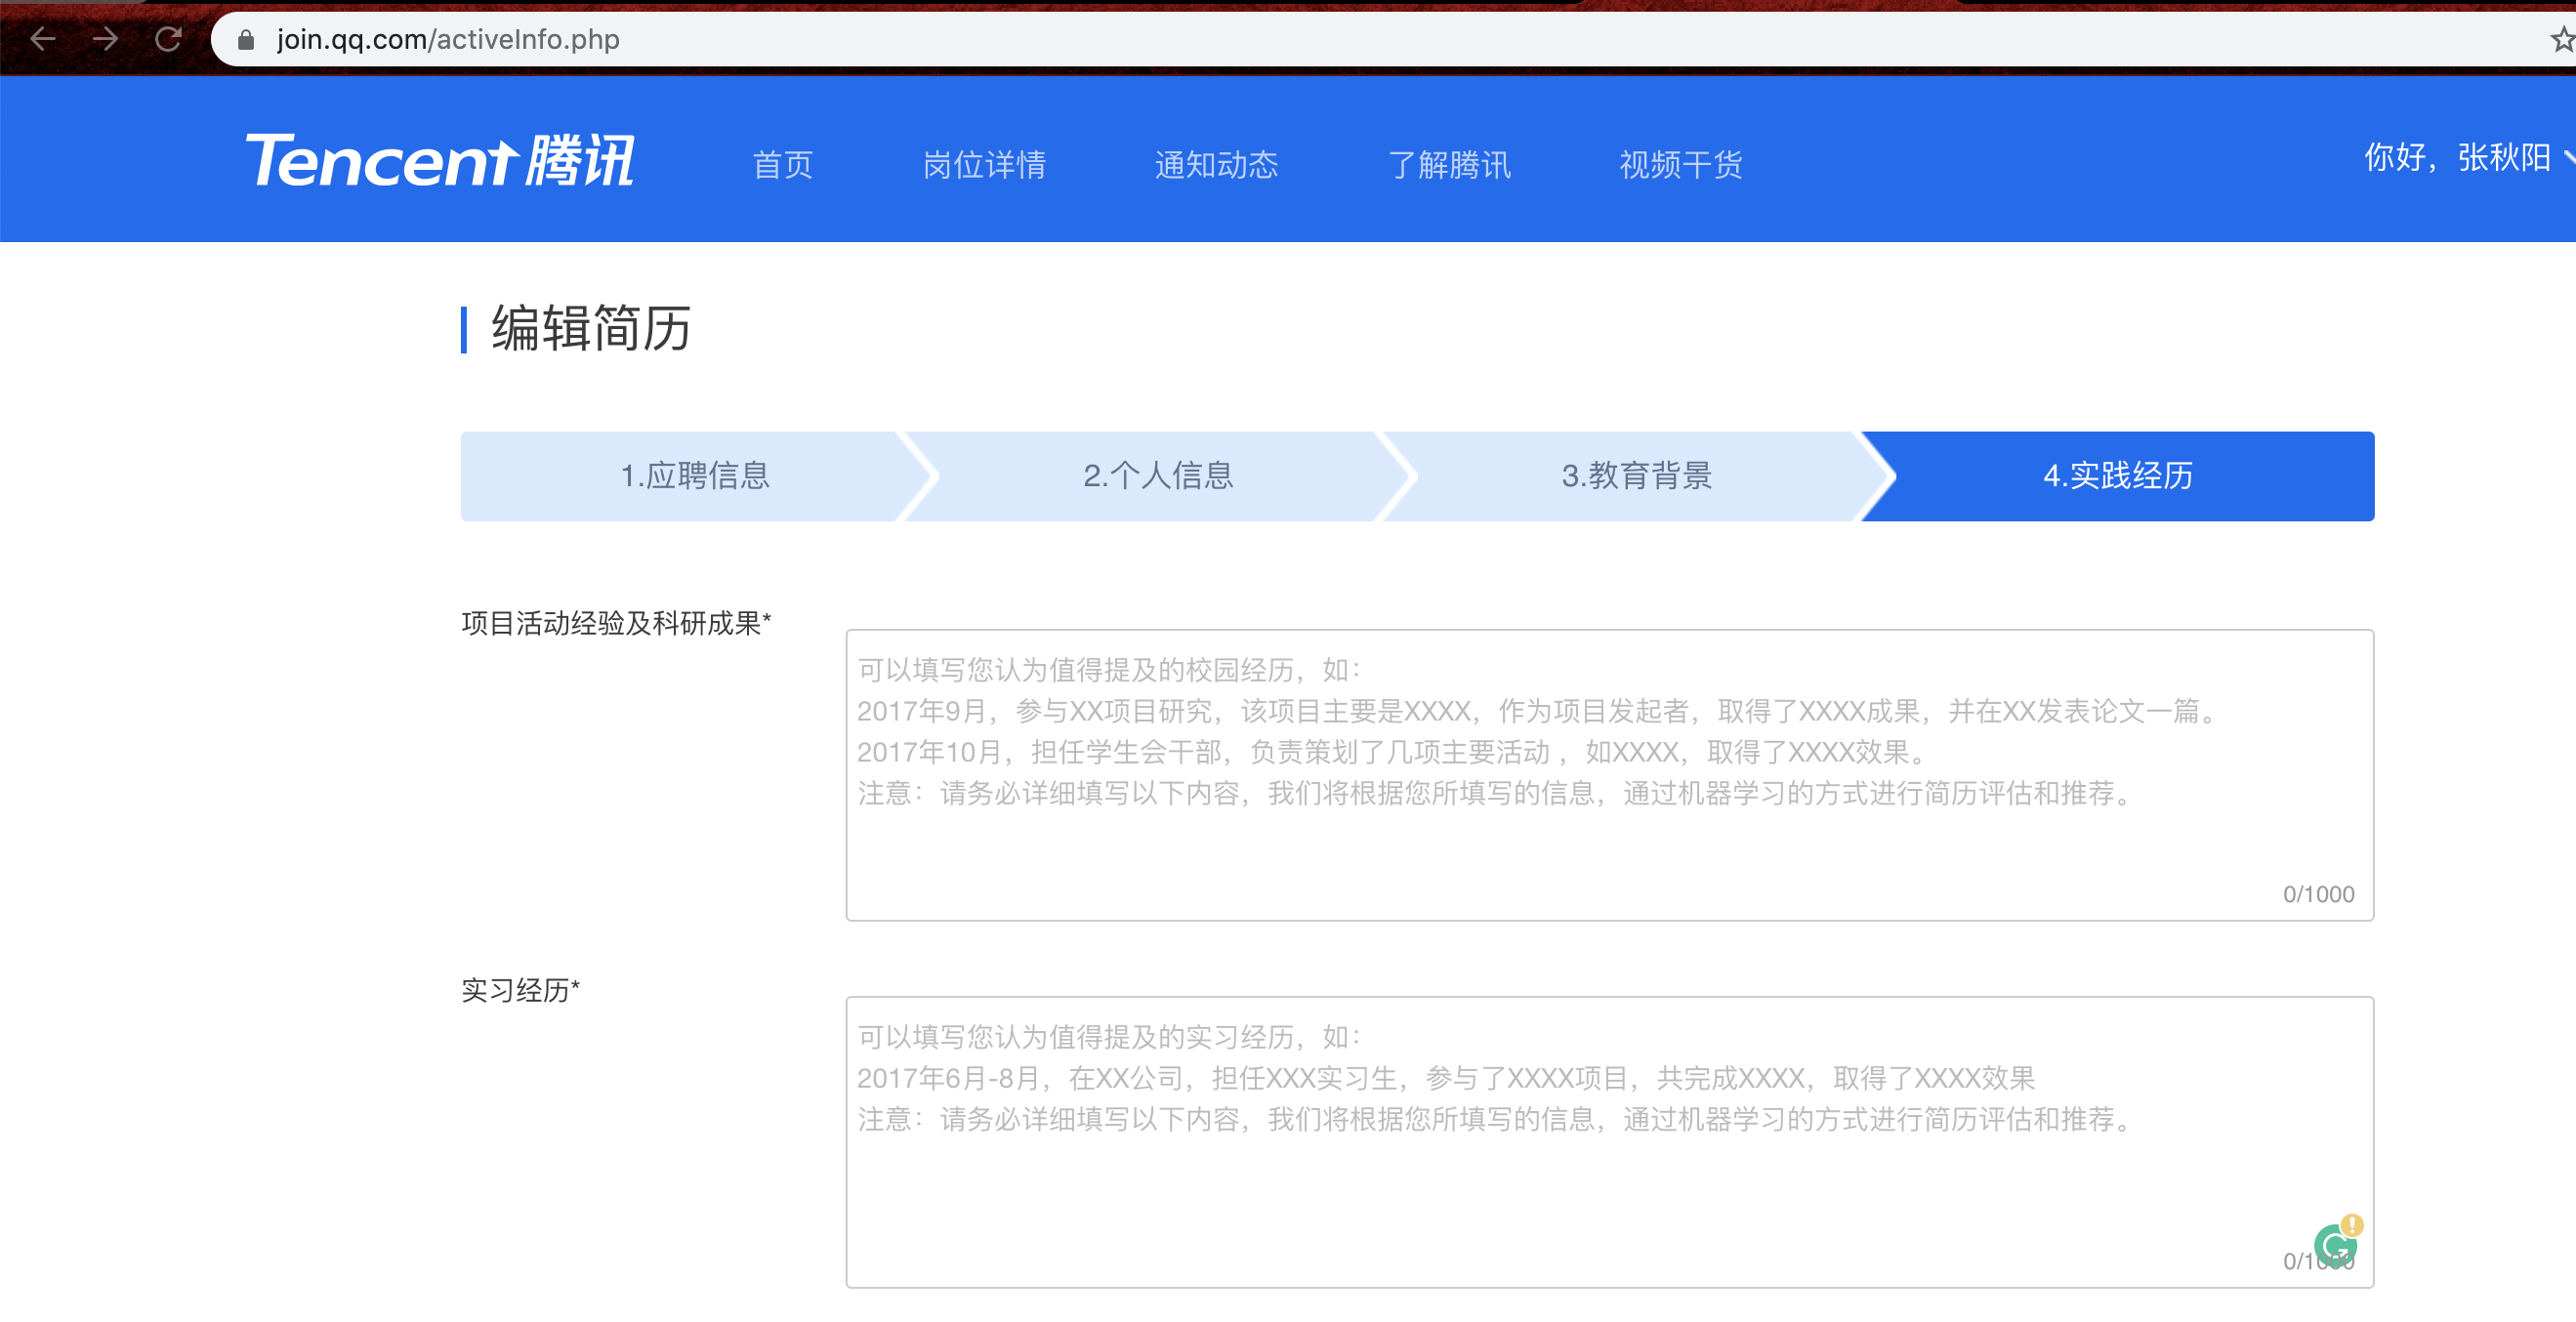 join.qq.com/activeInfo.php
Tencent腾讯
首页
岗位详情
通知动态
了解腾讯
视频干货
你好，张秋阳
编辑简历
1.应聘信息
2.个人信息
3.教育背景
4.实践经历
项目活动经验及科研成果*
可以填写您认为值得提及的校园经历，如：
2017年9月，参与XX项目研究，该项目主要是XXXX，作为项目发起者，取得了XXXX成果，并在XX发表论文一篇。
2017年10月，担任学生会干部，负责策划了几项主要活动 ，如XXXX，取得了XXXX效果。
注意：请务必详细填写以下内容，我们将根据您所填写的信息，通过机器学习的方式进行简历评估和推荐。
0/1000
实习经历*
可以填写您认为值得提及的实习经历，如：
2017年6月-8月，在XX公司，担任XXX实习生，参与了XXXX项目，共完成XXXX，取得了XXXX效果
注意：请务必详细填写以下内容，我们将根据您所填写的信息，通过机器学习的方式进行简历评估和推荐。
0/1000